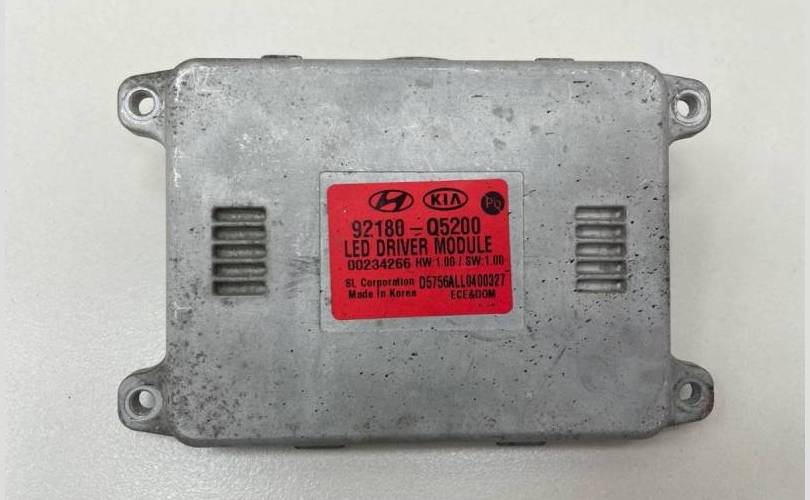 KIA PQ
92180-Q5200
LED DRIVER MODULE
00234266 HW:1.00 / SW:1.00
SL Corporation D5756ALL0400327
Made In Korea ECE&DOM